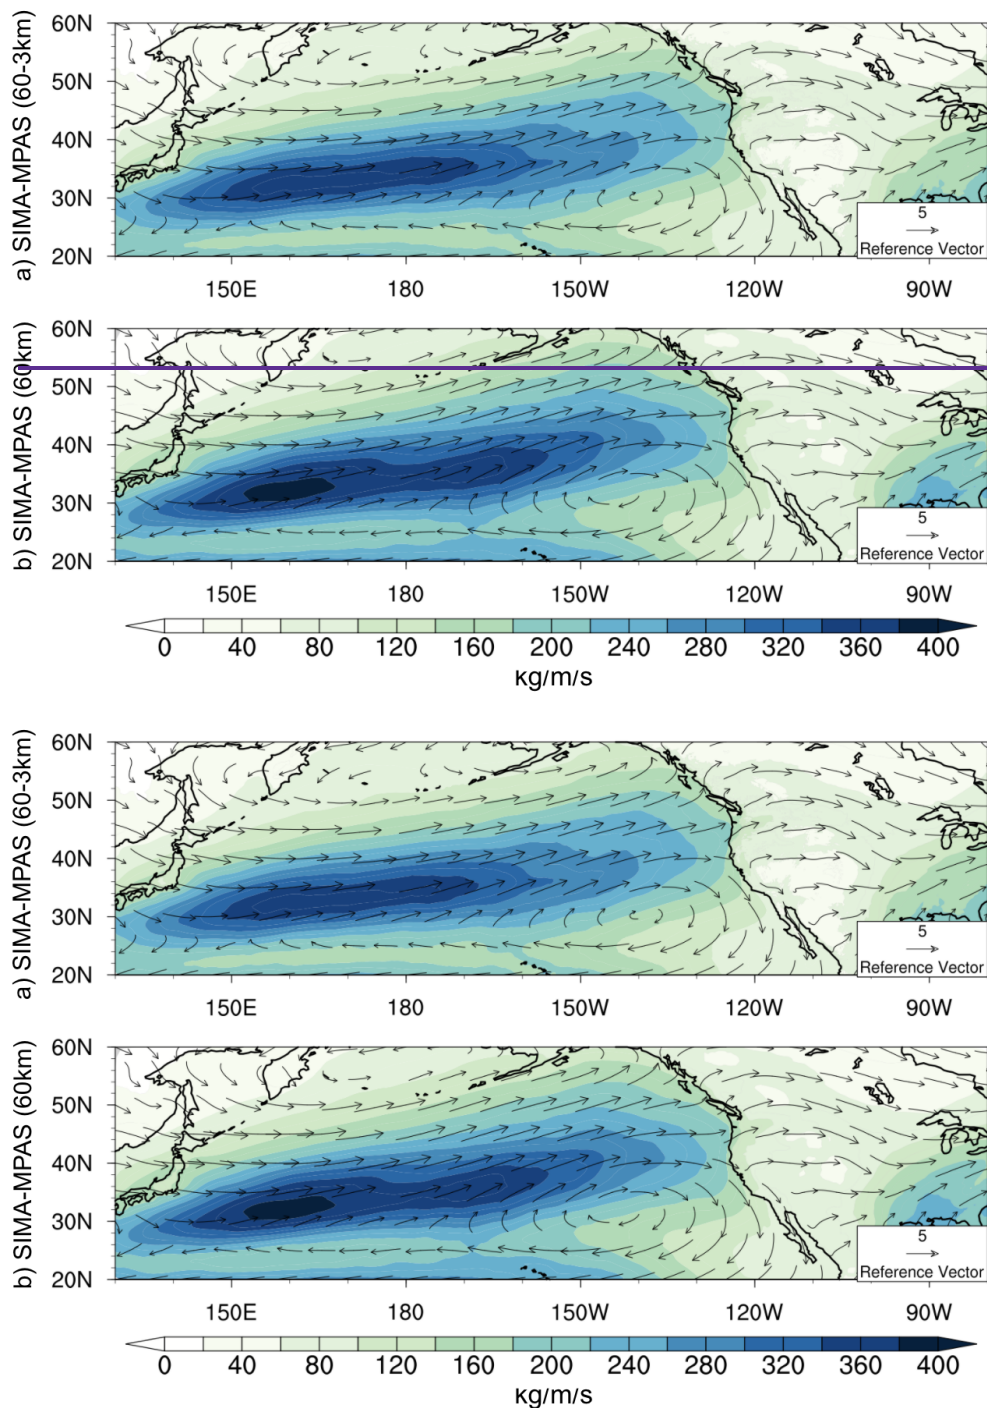 a) SIMA-MPAS (60-3km)
60N
50N
40N
30N
20N
5
Reference Vector
150E 180 150W 120W 90W
b) SIMA-MPAS (60km)
60N
50N
40N
30N
20N
5
Reference Vector
150E 180 150W 120W 90W
0 40 80 120 160 200 240 280 320 360 400
κg/m/s
a) SIMA-MPAS (60-3km)
60N
50N
40N
30N
20N
5
Reference Vector
150E 180 150W 120W 90W
b) SIMA-MPAS (60km)
60N
50N
40N
30N
20N
5
Reference Vector
150E 180 150W 120W 90W
0 40 80 120 160 200 240 280 320 360 400
κg/m/s